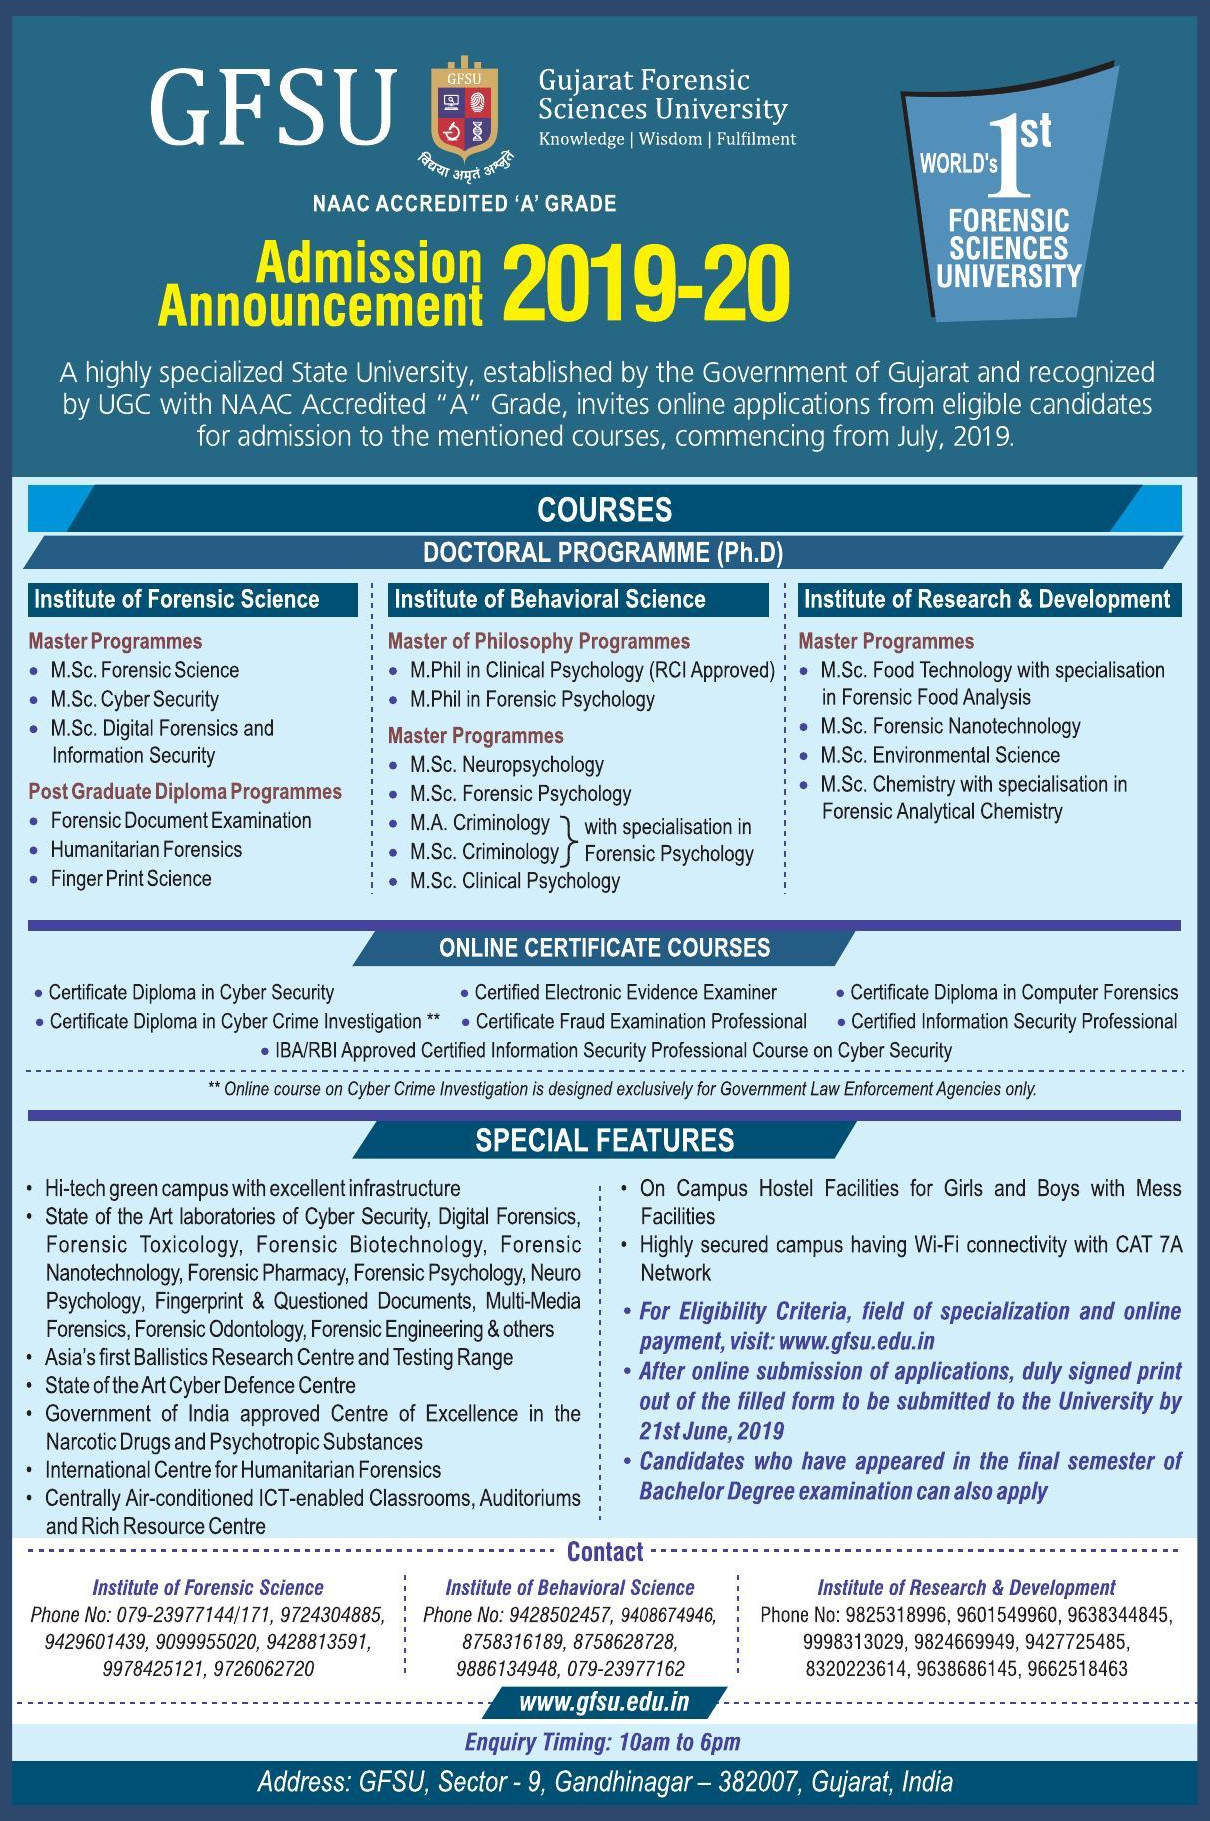 GFSU
GFSU
विद्यया अमृतं अश्नुते
Gujarat Forensic
Sciences University
Knowledge | Wisdom | Fulfilment
NAAC ACCREDITED ‘A’ GRADE
WORLD's 1st
FORENSIC
SCIENCES
UNIVERSITY
Admission
Announcement 2019-20
A highly specialized State University, established by the Government of Gujarat and recognized
by UGC with NAAC Accredited “A” Grade, invites online applications from eligible candidates
for admission to the mentioned courses, commencing from July, 2019.
COURSES
DOCTORAL PROGRAMME (Ph.D)
Institute of Forensic Science
Master Programmes
• M.Sc. Forensic Science
• M.Sc. Cyber Security
• M.Sc. Digital Forensics and
Information Security
Post Graduate Diploma Programmes
• Forensic Document Examination
• Humanitarian Forensics
• Finger Print Science
Institute of Behavioral Science
Master of Philosophy Programmes
• M.Phil in Clinical Psychology (RCI Approved)
• M.Phil in Forensic Psychology
Master Programmes
• M.Sc. Neuropsychology
• M.Sc. Forensic Psychology
• M.A. Criminology
• M.Sc. Criminology
with specialisation in
Forensic Psychology
• M.Sc. Clinical Psychology
Institute of Research & Development
Master Programmes
• M.Sc. Food Technology with specialisation
in Forensic Food Analysis
• M.Sc. Forensic Nanotechnology
• M.Sc. Environmental Science
• M.Sc. Chemistry with specialisation in
Forensic Analytical Chemistry
ONLINE CERTIFICATE COURSES
• Certificate Diploma in Cyber Security • Certified Electronic Evidence Examiner • Certificate Diploma in Computer Forensics
• Certificate Diploma in Cyber Crime Investigation ** • Certificate Fraud Examination Professional • Certified Information Security Professional
• IBA/RBI Approved Certified Information Security Professional Course on Cyber Security
** Online course on Cyber Crime Investigation is designed exclusively for Government Law Enforcement Agencies only.
SPECIAL FEATURES
• Hi-tech green campus with excellent infrastructure
• State of the Art laboratories of Cyber Security, Digital Forensics,
Forensic Toxicology, Forensic Biotechnology, Forensic
Nanotechnology, Forensic Pharmacy, Forensic Psychology, Neuro
Psychology, Fingerprint & Questioned Documents, Multi-Media
Forensics, Forensic Odontology, Forensic Engineering & others
• Asia’s first Ballistics Research Centre and Testing Range
• State of the Art Cyber Defence Centre
• Government of India approved Centre of Excellence in the
Narcotic Drugs and Psychotropic Substances
• International Centre for Humanitarian Forensics
• Centrally Air-conditioned ICT-enabled Classrooms, Auditoriums
and Rich Resource Centre
• On Campus Hostel Facilities for Girls and Boys with Mess
Facilities
• Highly secured campus having Wi-Fi connectivity with CAT 7A
Network
• For Eligibility Criteria, field of specialization and online
payment, visit: www.gfsu.edu.in
• After online submission of applications, duly signed print
out of the filled form to be submitted to the University by
21st June, 2019
• Candidates who have appeared in the final semester of
Bachelor Degree examination can also apply
Contact
Institute of Forensic Science
Phone No: 079-23977144/171, 9724304885,
9429601439, 9099955020, 9428813591,
9978425121, 9726062720
Institute of Behavioral Science
Phone No: 9428502457, 9408674946,
8758316189, 8758628728,
9886134948, 079-23977162
Institute of Research & Development
Phone No: 9825318996, 9601549960, 9638344845,
9998313029, 9824669949, 9427725485,
8320223614, 9638686145, 9662518463
www.gfsu.edu.in
Enquiry Timing: 10am to 6pm
Address: GFSU, Sector - 9, Gandhinagar – 382007, Gujarat, India